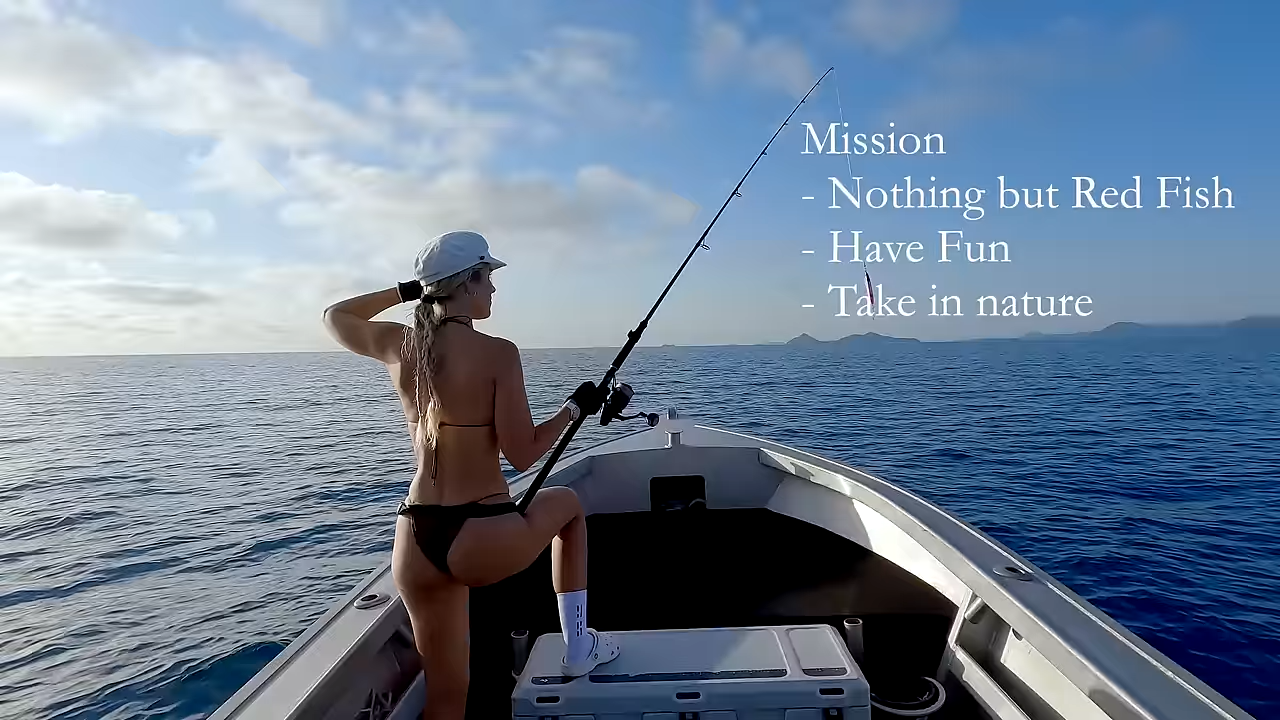 Mission
- Nothing but Red Fish
- Have Fun
- Take in nature